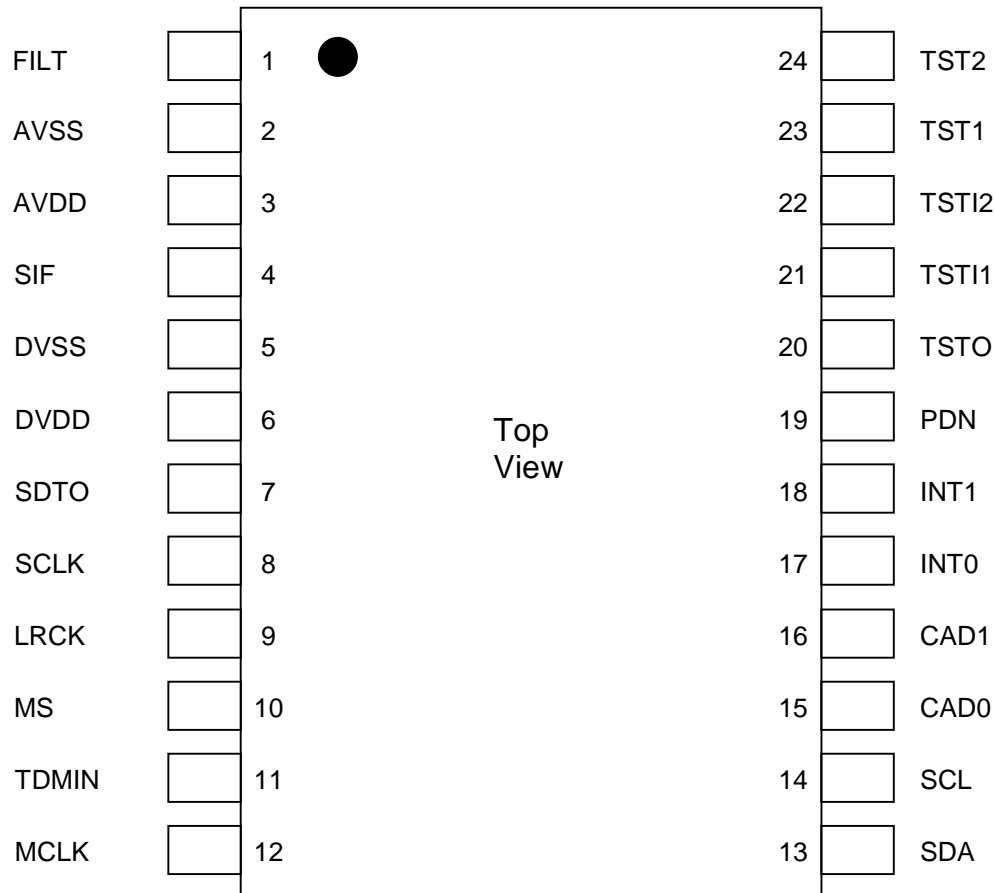 FILT 1 24 TST2
AVSS 2 23 TST1
AVDD 3 22 TSTI2
SIF 4 21 TSTI1
DVSS 5 20 TSTO
DVDD 6 19 PDN
Top
View
SDTO 7 18 INT1
SCLK 8 17 INT0
LRCK 9 16 CAD1
MS 10 15 CAD0
TDMIN 11 14 SCL
MCLK 12 13 SDA